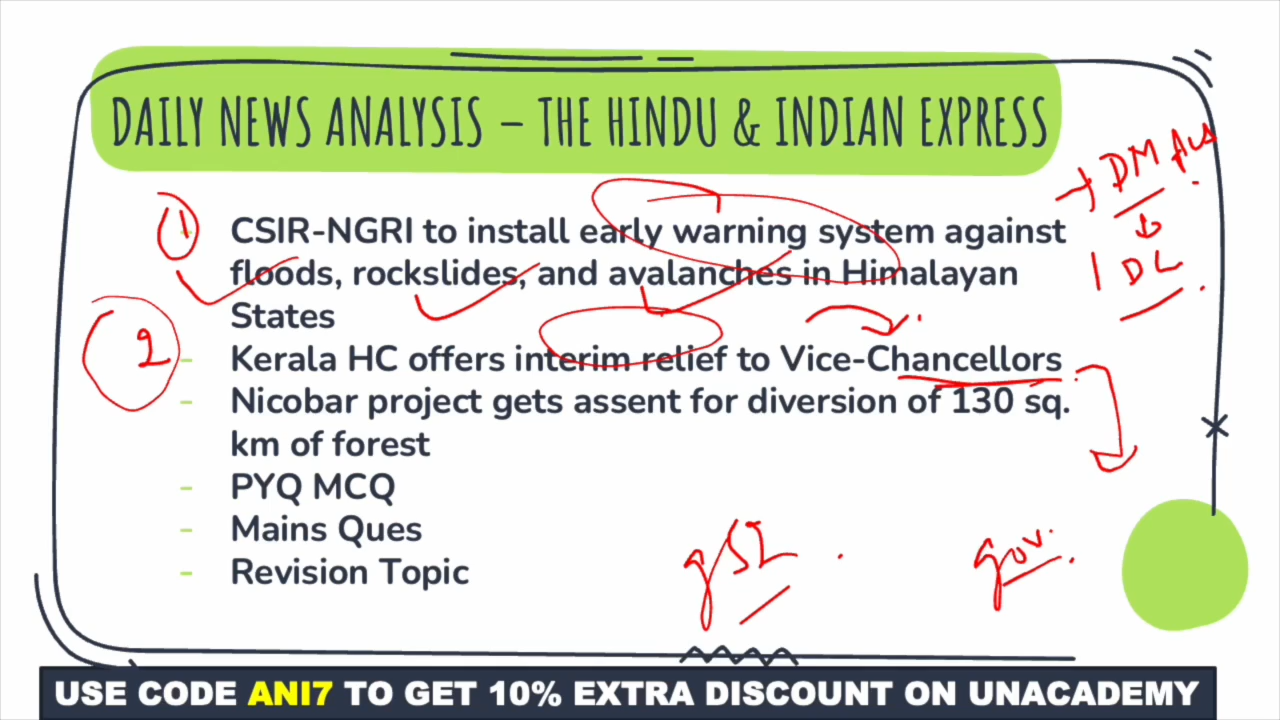 DAILY NEWS ANALYSIS – THE HINDU & INDIAN EXPRESS
1
- CSIR-NGRI to install early warning system against
floods, rockslides, and avalanches in Himalayan
States
2
- Kerala HC offers interim relief to Vice-Chancellors
- Nicobar project gets assent for diversion of 130 sq.
km of forest
- PYQ MCQ
- Mains Ques
- Revision Topic
DM
gov.
USE CODE ANI7 TO GET 10% EXTRA DISCOUNT ON UNACADEMY